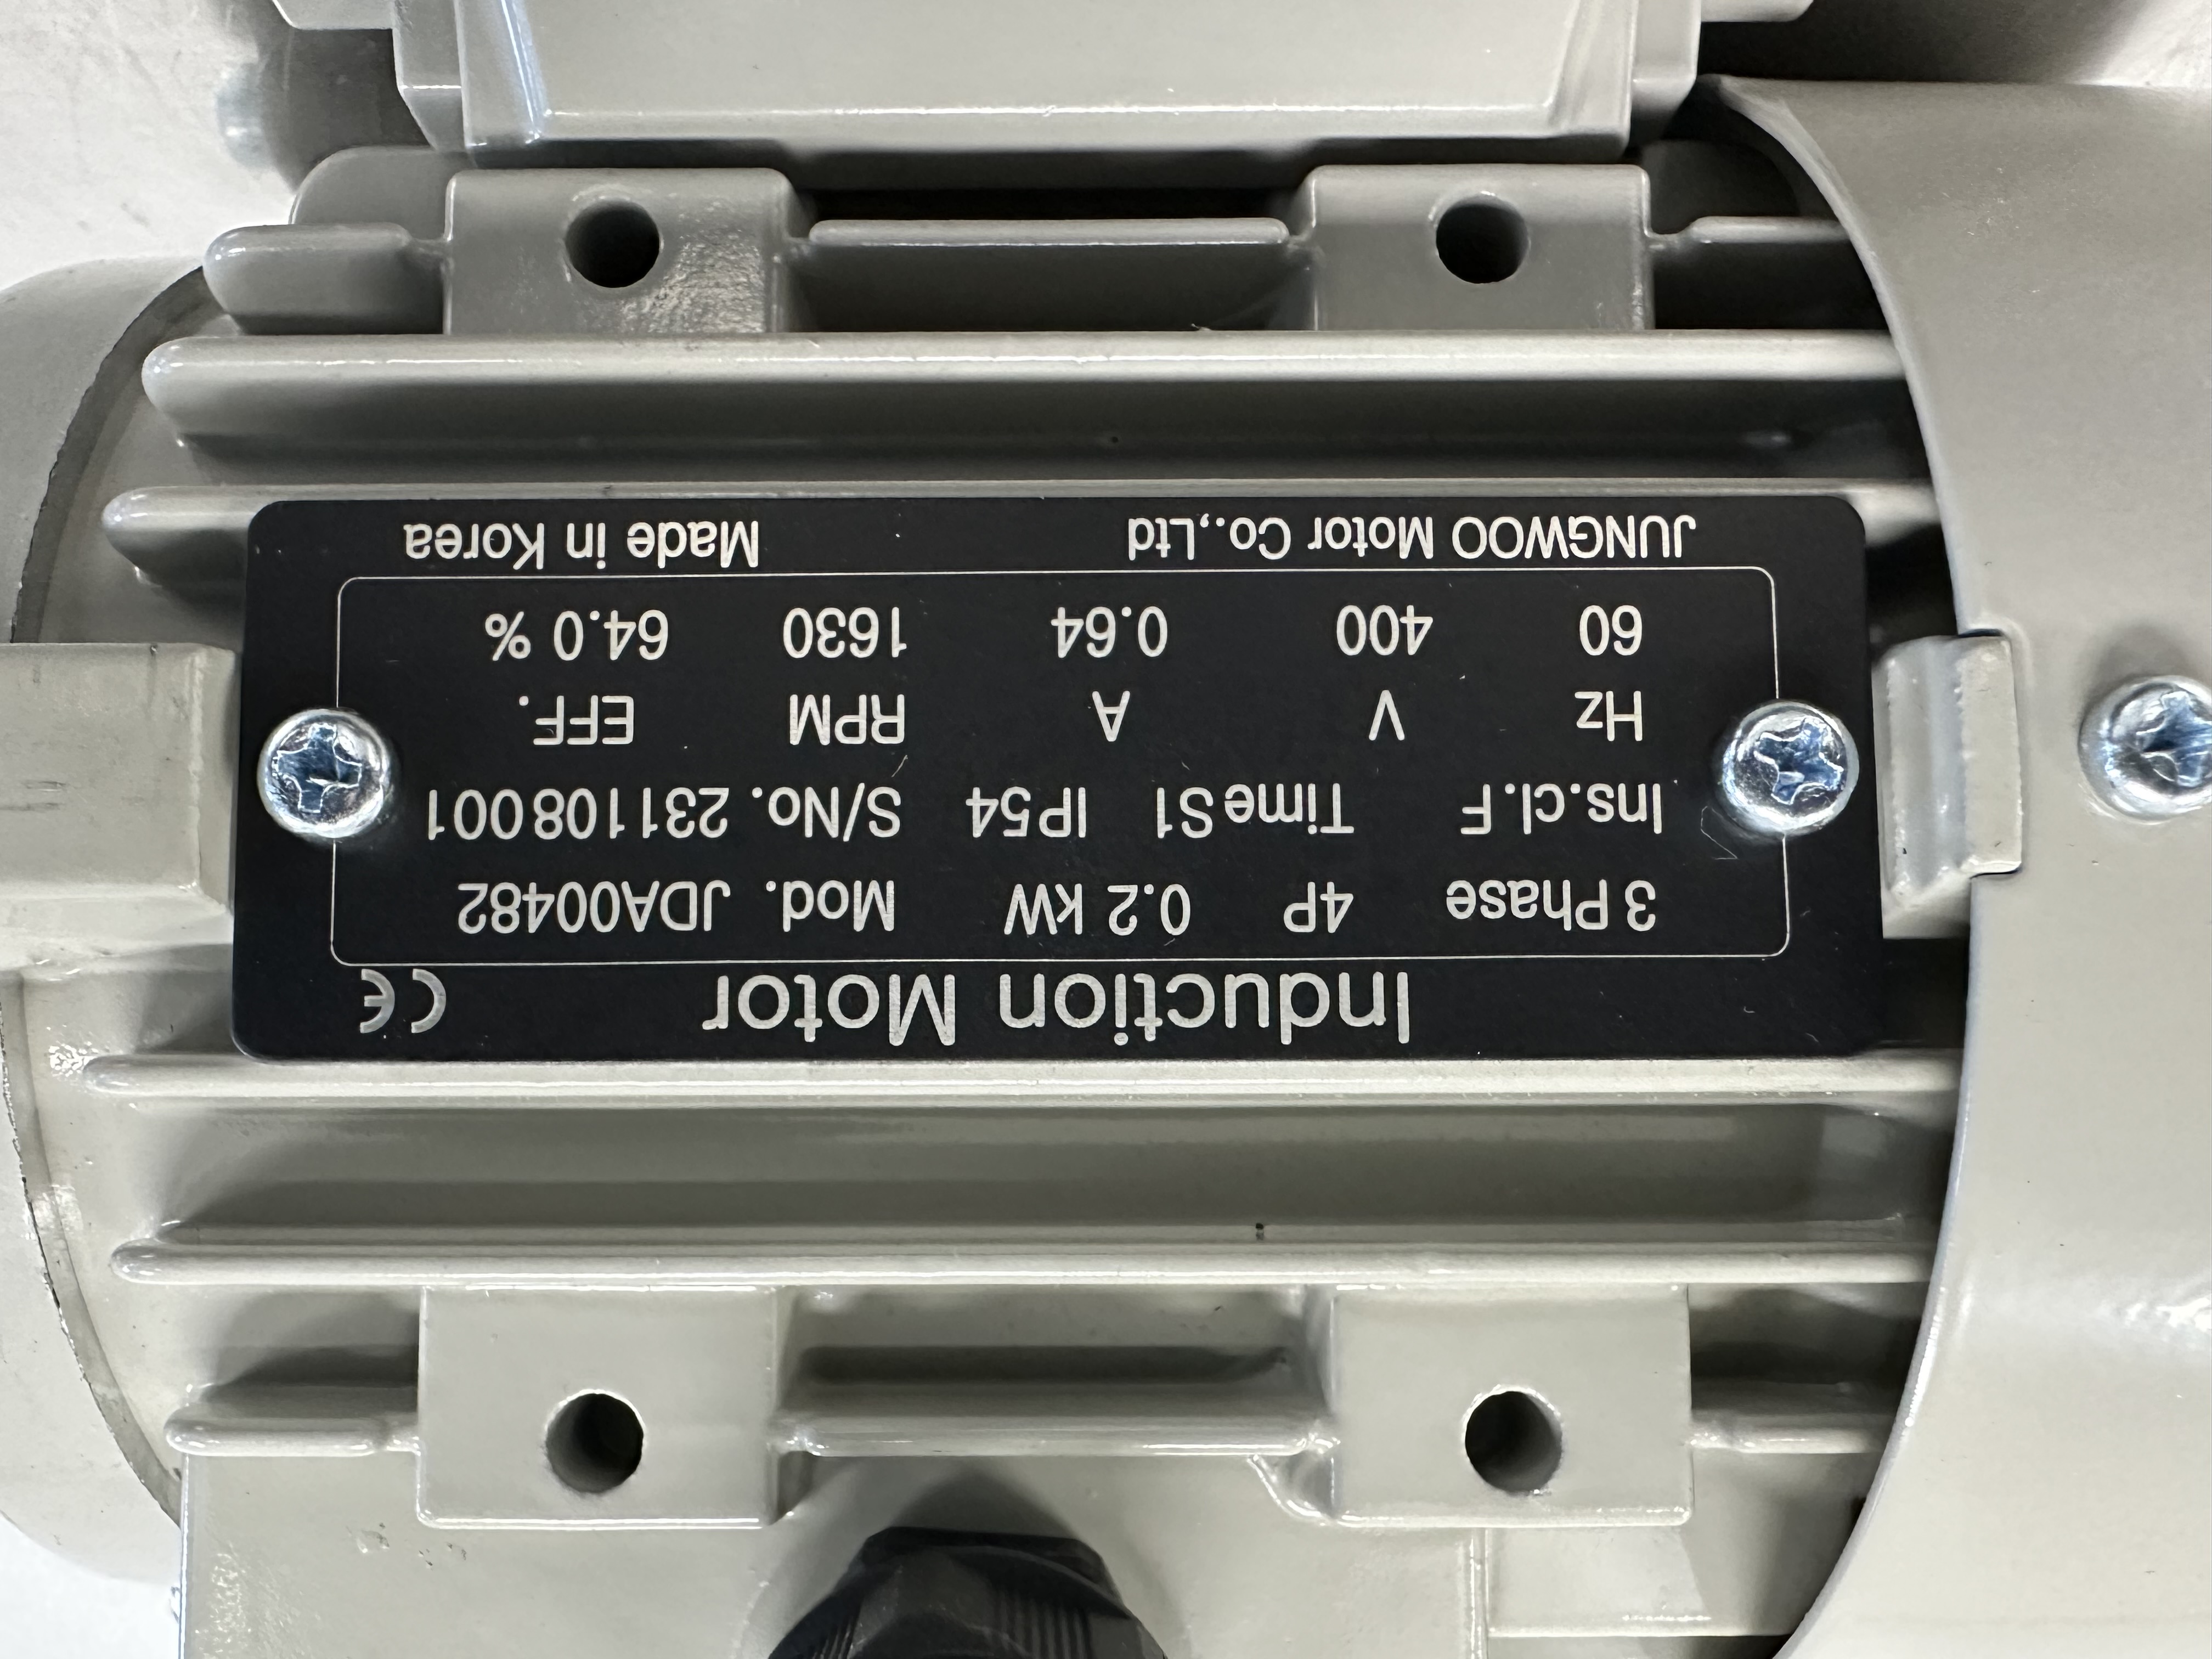 Induction Motor CE
3 Phase 4P 0.2 kW Mod. JDA00482
Ins.cl.F Time S1 IP54 S/No. 231108001
Hz V A RPM EFF.
60 400 0.64 1630 64.0 %
JUNGWOO Motor Co.,Ltd Made in Korea